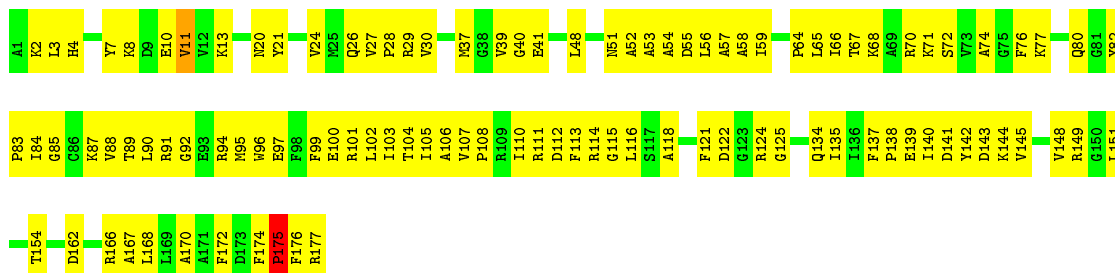 A1 K2 L3 H4 Y7 K8 D9 E10 V11 V12 K13 N20 Y21 V24 M25 Q26 V27 P28 R29 V30 M37 G38 V39 G40 E41 L48 N51 A52 A53 A54 D55 L56 A57 A58 I59 P64 L65 I66 T67 K68 A69 R70 K71 S72 V73 A74 G75 F76 K77 Q80 G81 Y82
P83 I84 G85 C86 K87 V88 T89 L90 R91 G92 E93 R94 M95 W96 E97 F98 F99 E100 R101 L102 I103 T104 I105 A106 V107 P108 R109 I110 R111 D112 F113 R114 G115 L116 S117 A118 F121 D122 G123 R124 G125 Q134 I135 I136 F137 P138 E139 I140 D141 Y142 D143 K144 V145 V148 R149 G150 L151
T154 D162 R166 A167 L168 L169 A170 A171 F172 D173 F174 P175 F176 R177